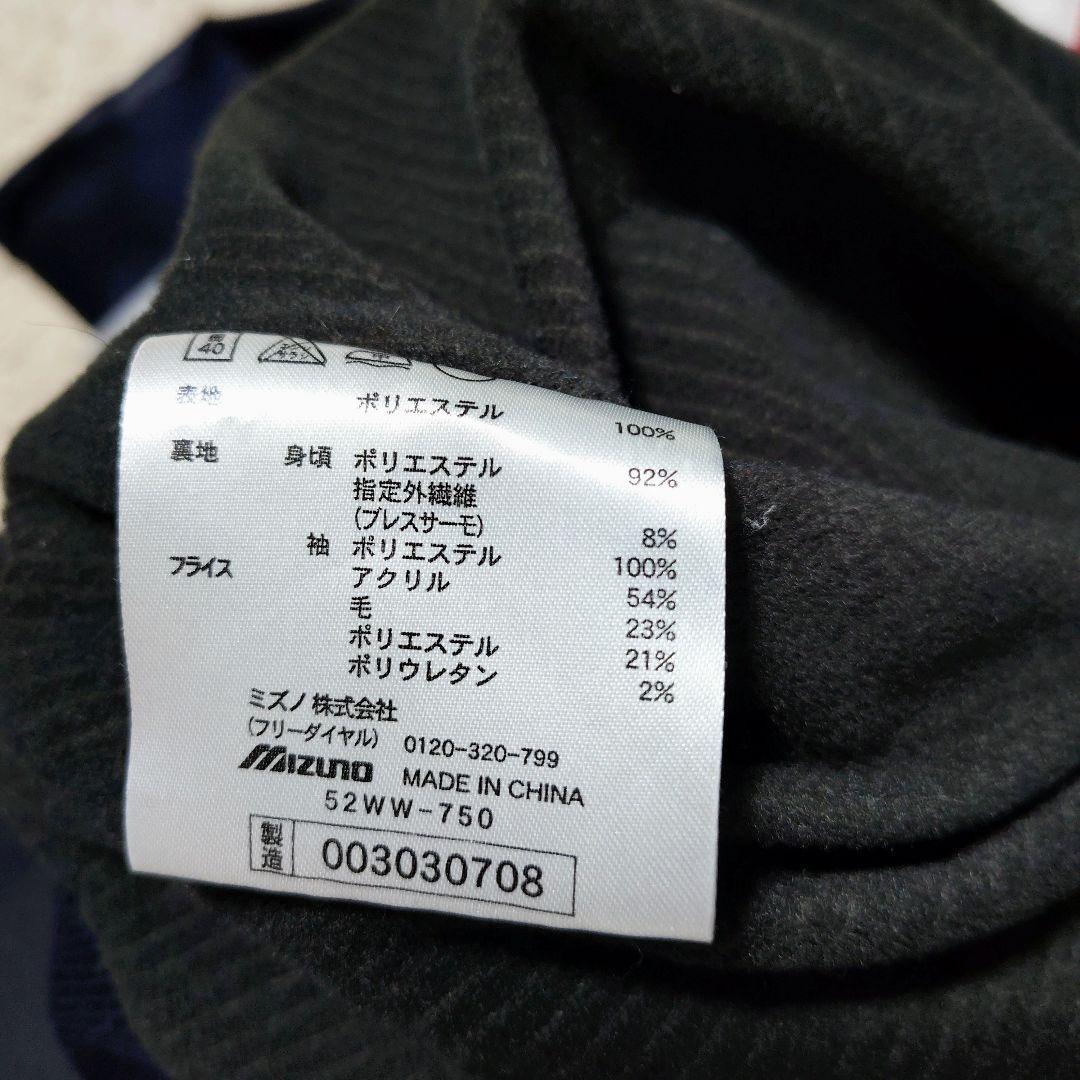 40
表地 ポリエステル 100%
裏地 身頃 ポリエステル 92%
指定外繊維
(ブレスサーモ) 8%
袖 ポリエステル 100%
フライス アクリル 54%
毛 23%
ポリエステル 21%
ポリウレタン 2%
ミズノ株式会社
(フリーダイヤル) 0120-320-799
MIZUNO MADE IN CHINA
52WW-750
製造 003030708